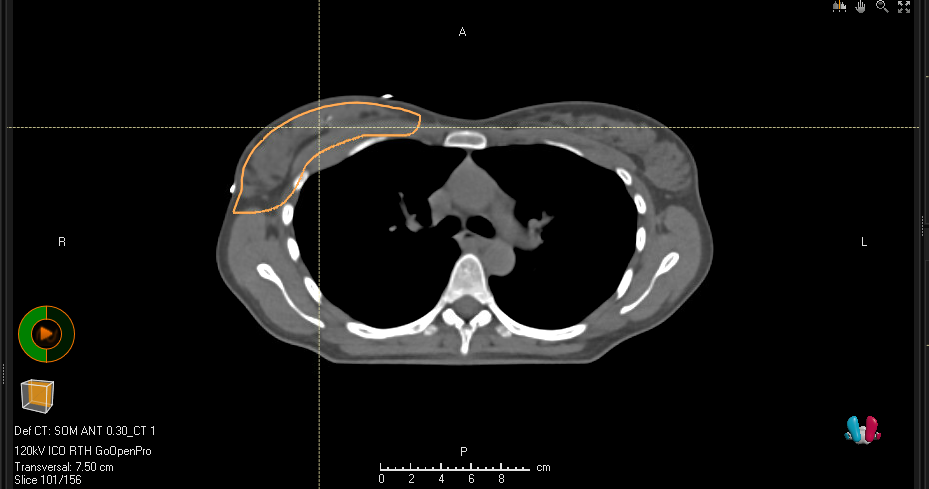 A
R
L
Def CT: SOM ANT 0.30_CT 1
120kV ICO RTH GoOpenPro
Transversal: 7.50 cm
Slice 101/156
P
cm
0 2 4 6 8